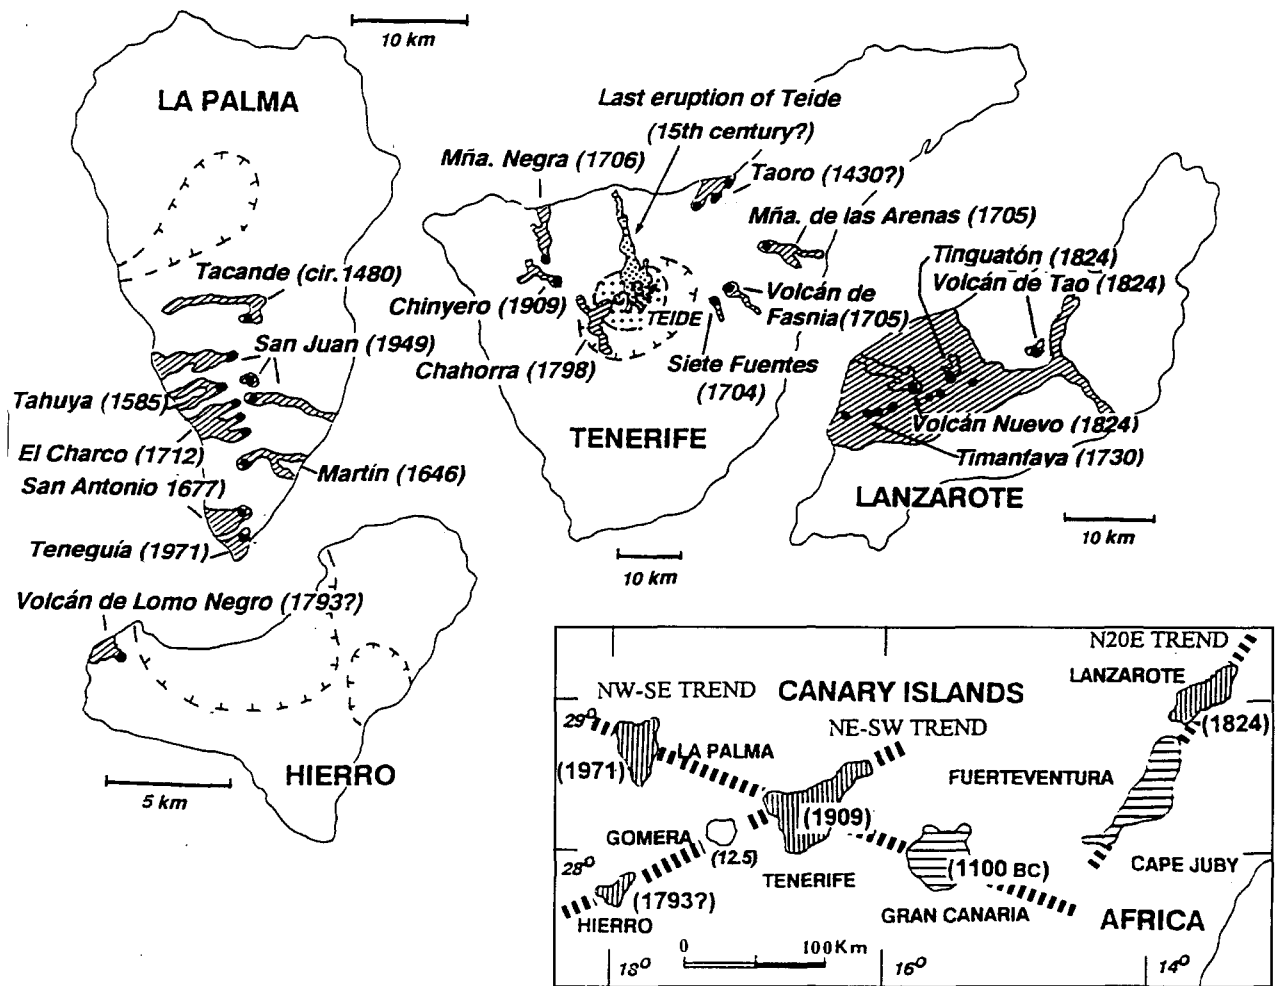 10 km
LA PALMA
Tacande (cir.1480)
San Juan (1949)
Tahuya (1585)
El Charco (1712)
San Antonio 1677)
Martín (1646)
Teneguía (1971)
Last eruption of Teide
(15th century?)
Mña. Negra (1706)
Taoro (1430?)
Mña. de las Arenas (1705)
Chinyero (1909)
TEIDE
Volcán de
Fasnia(1705)
Chahorra (1798)
Siete Fuentes
(1704)
TENERIFE
10 km
Tinguatón (1824)
Volcán de Tao (1824)
Volcán Nuevo (1824)
Timanfaya (1730)
LANZAROTE
10 km
Volcán de Lomo Negro (1793?)
HIERRO
5 km
N20E TREND
LANZAROTE
NW-SE TREND
CANARY ISLANDS
NE-SW TREND
29º
(1824)
LA PALMA
(1971)
FUERTEVENTURA
(1909)
GOMERA
(12.5)
28º
TENERIFE
(1100 BC)
CAPE JUBY
(1793?)
HIERRO
GRAN CANARIA
AFRICA
0
100Km
18º
16º
14º